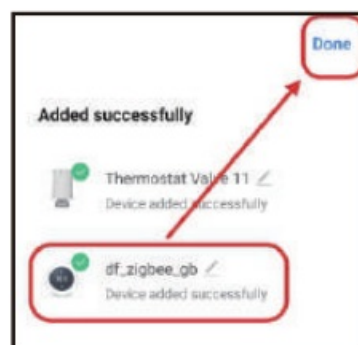 Done
Added successfully
Thermostat Valve 11
Device added successfully
df_zigbee_gb
Device added successfully